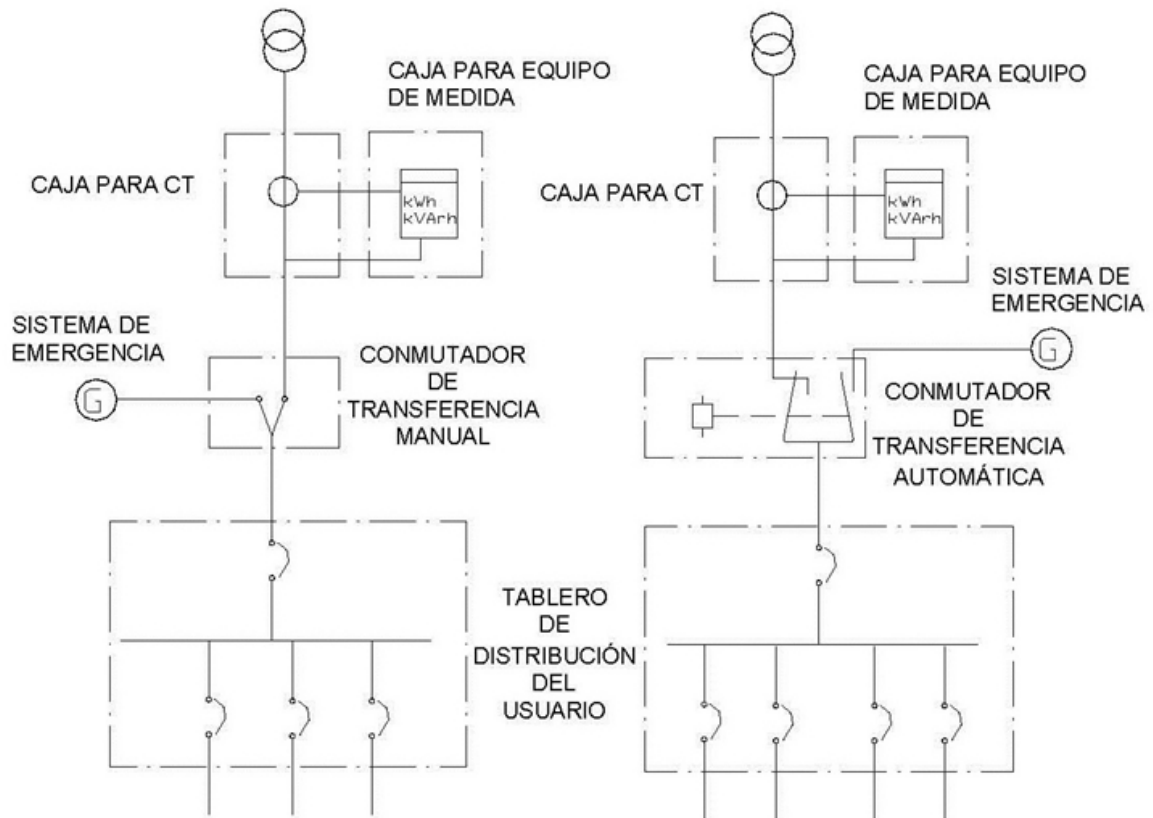 CAJA PARA EQUIPO
DE MEDIDA
CAJA PARA CT
kWh
kVArh
SISTEMA DE
EMERGENCIA
G
CONMUTADOR
DE
TRANSFERENCIA
MANUAL
CAJA PARA EQUIPO
DE MEDIDA
CAJA PARA CT
kWh
kVArh
SISTEMA DE
EMERGENCIA
G
CONMUTADOR
DE
TRANSFERENCIA
AUTOMÁTICA
TABLERO
DE
DISTRIBUCIÓN
DEL
USUARIO